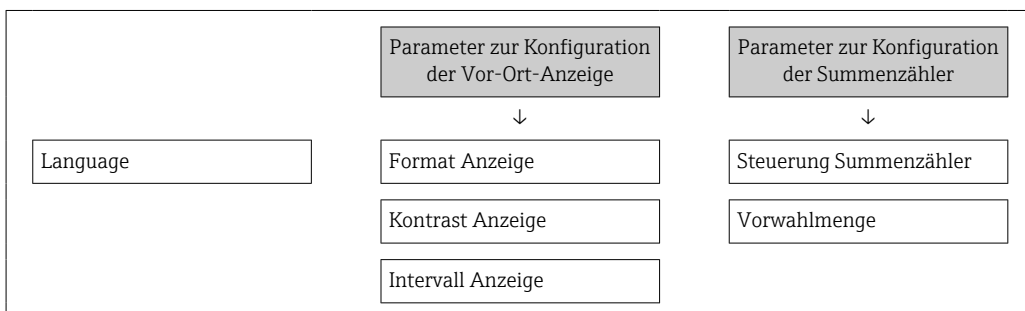 Parameter zur Konfiguration
der Vor-Ort-Anzeige
Parameter zur Konfiguration
der Summenzähler
↓
↓
Language
Format Anzeige
Steuerung Summenzähler
Kontrast Anzeige
Vorwahlmenge
Intervall Anzeige